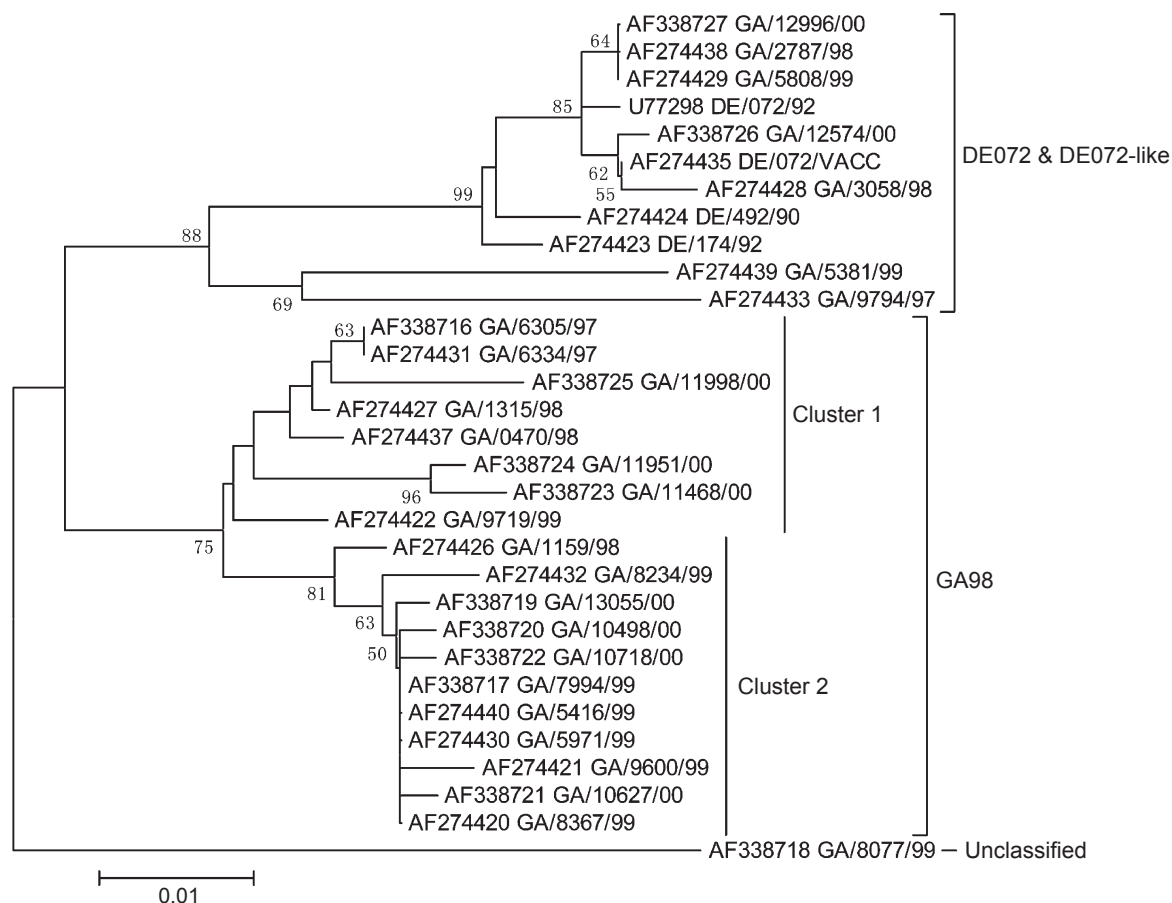 AF338727 GA/12996/00
64
AF274438 GA/2787/98
AF274429 GA/5808/99
85
U77298 DE/072/92
AF338726 GA/12574/00
DE072 & DE072-like
AF274435 DE/072/VACC
62
AF274428 GA/3058/98
55
99
AF274424 DE/492/90
88
AF274423 DE/174/92
AF274439 GA/5381/99
69
AF274433 GA/9794/97
63
AF338716 GA/6305/97
AF274431 GA/6334/97
AF338725 GA/11998/00
AF274427 GA/1315/98
Cluster 1
AF274437 GA/0470/98
AF338724 GA/11951/00
96
AF338723 GA/11468/00
AF274422 GA/9719/99
75
AF274426 GA/1159/98
GA98
81
AF274432 GA/8234/99
AF338719 GA/13055/00
63
AF338720 GA/10498/00
50
AF338722 GA/10718/00
AF338717 GA/7994/99
Cluster 2
AF274440 GA/5416/99
AF274430 GA/5971/99
AF274421 GA/9600/99
AF338721 GA/10627/00
AF274420 GA/8367/99
AF338718 GA/8077/99 – Unclassified
0.01